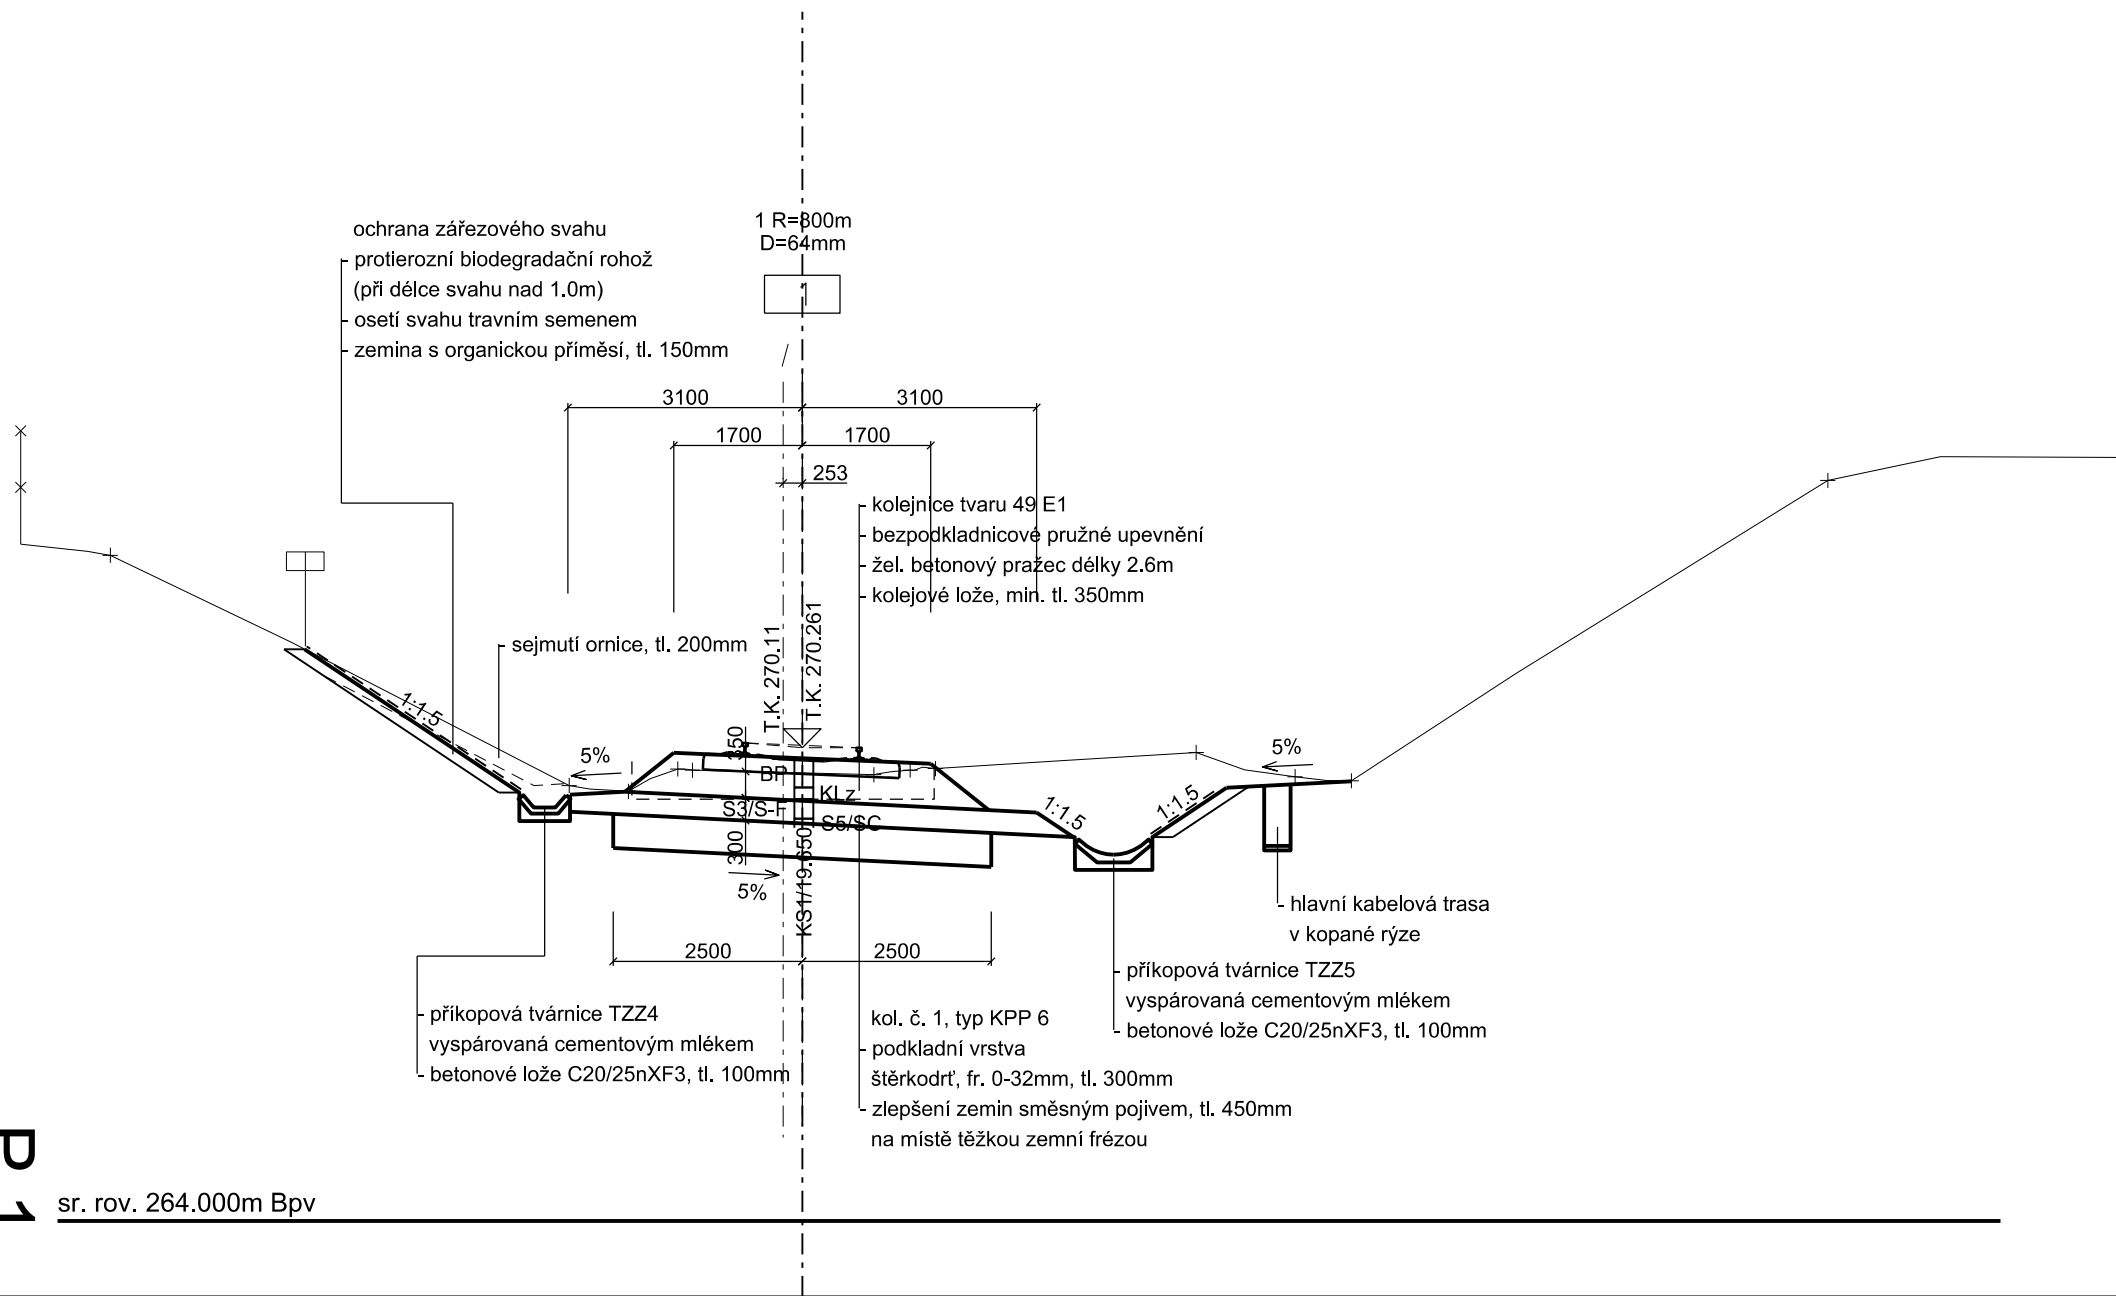 1 R=800m
D=64mm
1
ochrana zářezového svahu
- protierozní biodegradační rohož
(při délce svahu nad 1.0m)
- osetí svahu travním semenem
- zemina s organickou příměsí, tl. 150mm
3100 3100
1700 1700
253
- kolejnice tvaru 49 E1
- bezpodkladnicové pružné upevnění
- žel. betonový pražec délky 2.6m
- kolejové lože, min. tl. 350mm
- sejmutí ornice, tl. 200mm
T.K. 270.11
T.K. 270.261
1:1.5
5%
350
BP
KLz
S3/S-F
S5/SC
300
5%
KS1/19.650
1:1.5
1:1.5
5%
2500 2500
- hlavní kabelová trasa
v kopané rýze
- příkopová tvárnice TZZ5
vyspárovaná cementovým mlékem
- betonové lože C20/25nXF3, tl. 100mm
- příkopová tvárnice TZZ4
vyspárovaná cementovým mlékem
- betonové lože C20/25nXF3, tl. 100mm
kol. č. 1, typ KPP 6
- podkladní vrstva
štěrkodrť, fr. 0-32mm, tl. 300mm
- zlepšení zemin směsným pojivem, tl. 450mm
na místě těžkou zemní frézou
P 1
sr. rov. 264.000m Bpv